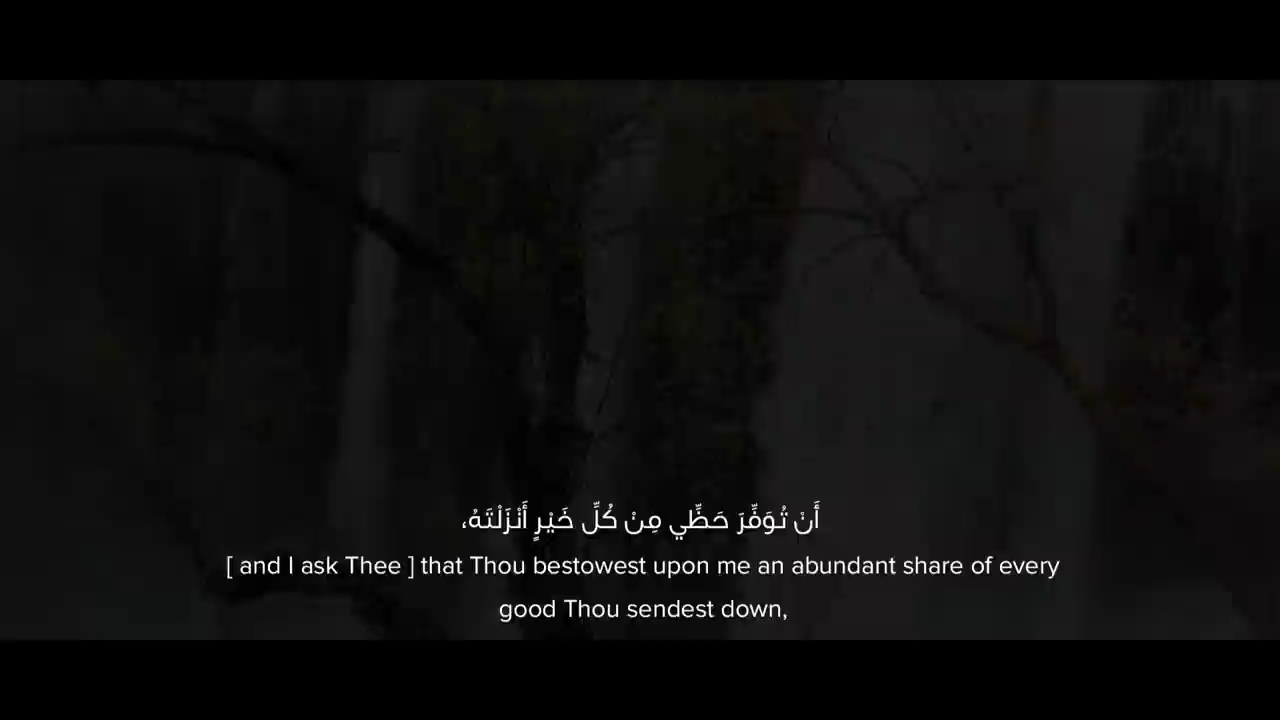 أَنْ تُوَفِّرَ حَظِّي مِنْ كُلِّ خَيْرٍ أَنْزَلْتَهُ،
[ and I ask Thee ] that Thou bestowest upon me an abundant share of every
good Thou sendest down,